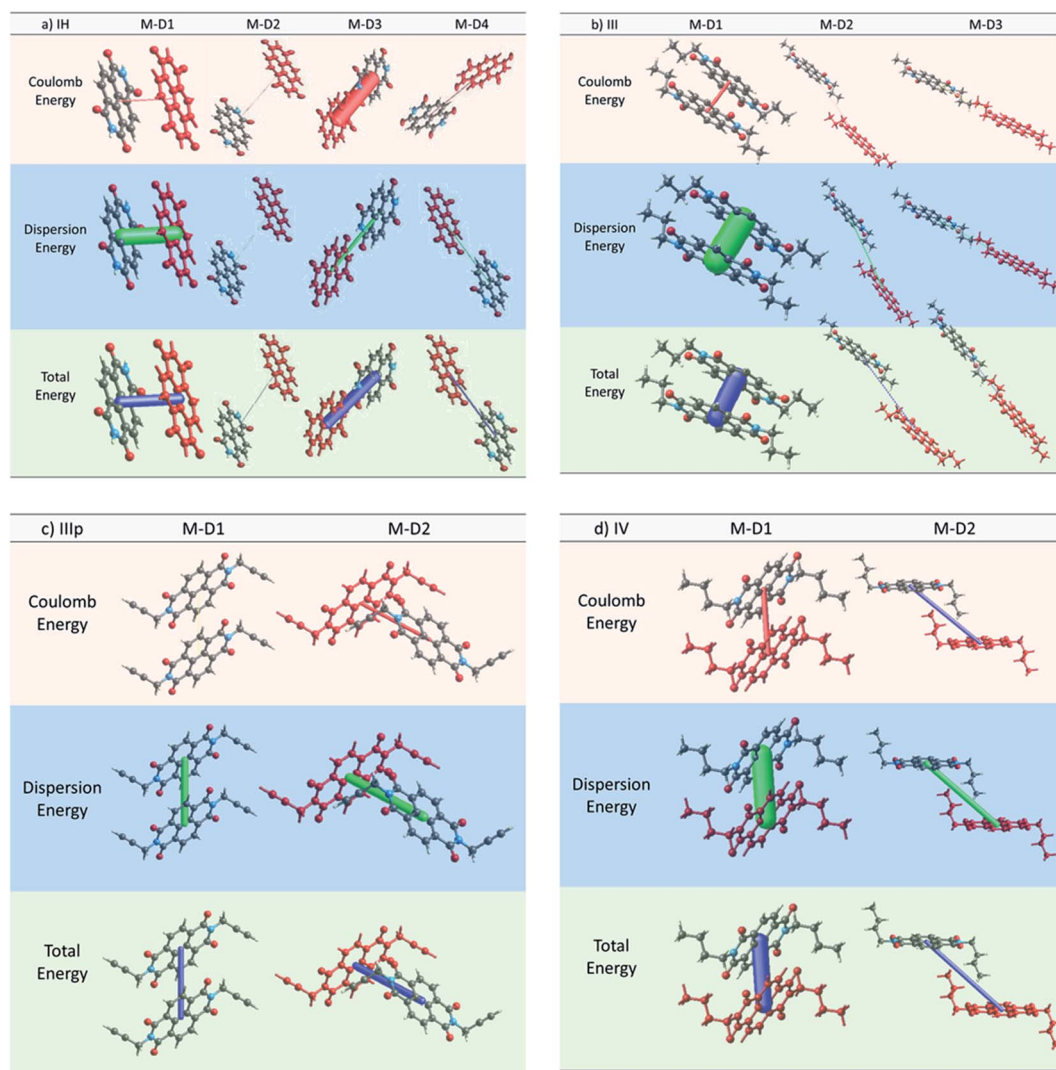 a) IH M-D1 M-D2 M-D3 M-D4
Coulomb
Energy
Dispersion
Energy
Total
Energy
b) III M-D1 M-D2 M-D3
Coulomb
Energy
Dispersion
Energy
Total
Energy
c) IIIp M-D1 M-D2
Coulomb
Energy
Dispersion
Energy
Total
Energy
d) IV M-D1 M-D2
Coulomb
Energy
Dispersion
Energy
Total
Energy